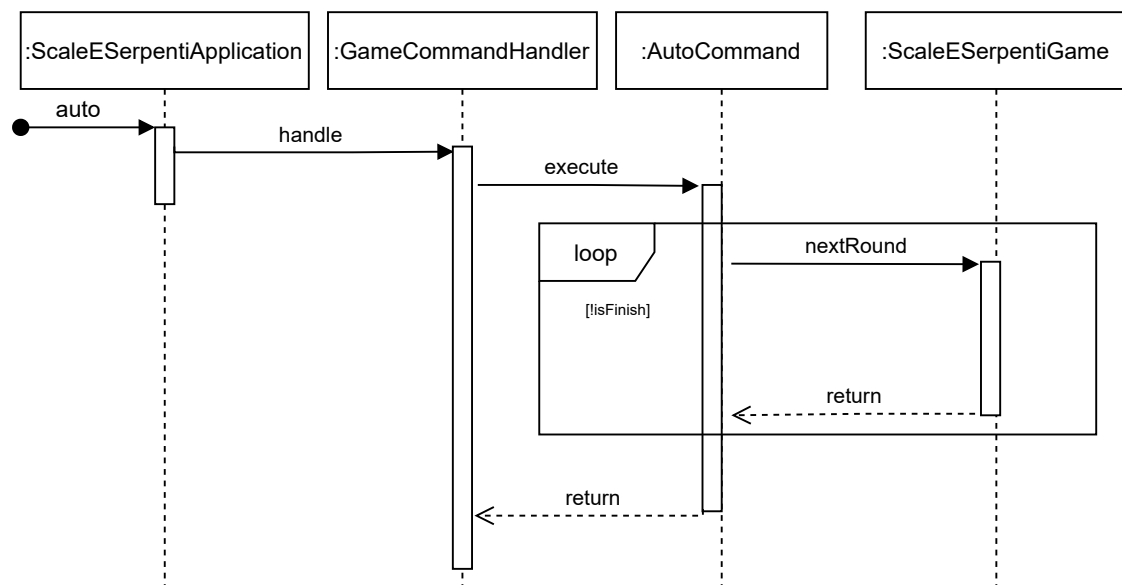 :ScaleESerpentiApplication
:GameCommandHandler
:AutoCommand
:ScaleESerpentiGame
auto
handle
execute
loop
nextRound
[!isFinish]
return
return